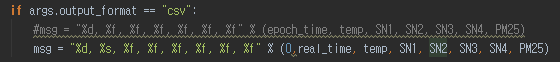 if args.output_format == "csv":
#msg = "%d, %f, %f, %f, %f, %f, %f" % (epoch_time, temp, SN1, SN2, SN3, SN4, PM25)
msg = "%d, %s, %f, %f, %f, %f, %f, %f" % (0,real_time, temp, SN1, SN2, SN3, SN4, PM25)